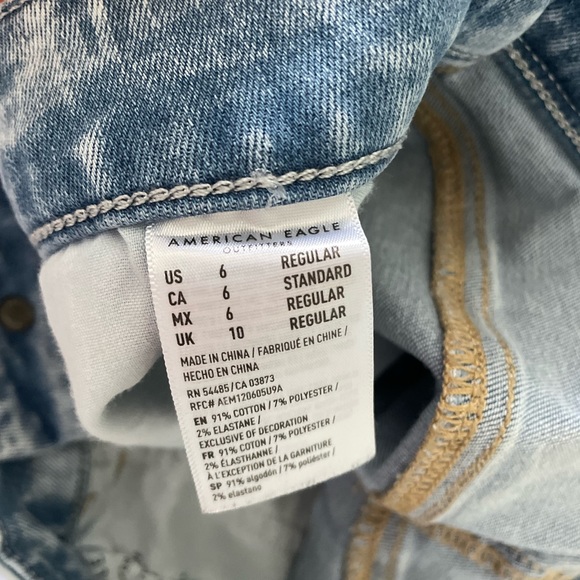 AMERICAN EAGLE
OUTFITTERS
US 6 REGULAR
CA 6 STANDARD
MX 6 REGULAR
UK 10 REGULAR
MADE IN CHINA / FABRIQUÉ EN CHINE /
HECHO EN CHINA
RN 54485/CA 03873
RFC# AEM120605U9A
EN 91% COTTON / 7% POLYESTER /
2% ELASTANE /
EXCLUSIVE OF DECORATION
FR 91% COTON / 7% POLYESTER /
2% ÉLASTHANNE /
À L'EXCEPTION DE LA GARNITURE
SP 91% algodón / 7% poliéster /
2% elastano